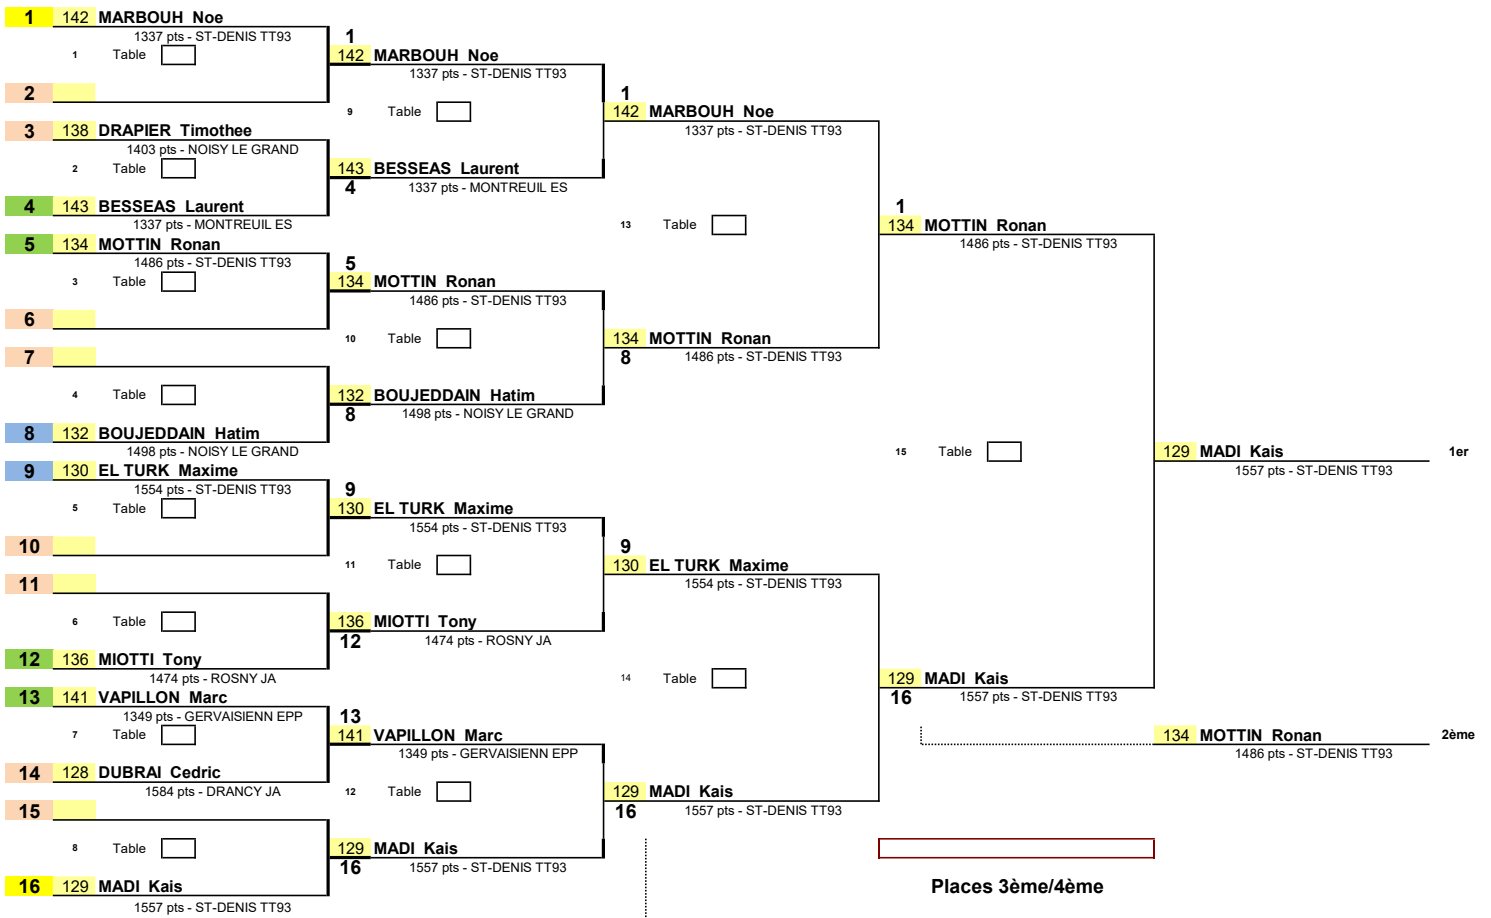 1 142 MARBOUH Noe
1337 pts - ST-DENIS TT93
1 Table
2
3 138 DRAPIER Timothee
1403 pts - NOISY LE GRAND
2 Table
4 143 BESSEAS Laurent
1337 pts - MONTREUIL ES
5 134 MOTTIN Ronan
1486 pts - ST-DENIS TT93
3 Table
6
7
4 Table
8 132 BOUJEDDAIN Hatim
1498 pts - NOISY LE GRAND
9 130 EL TURK Maxime
1554 pts - ST-DENIS TT93
5 Table
10
11
6 Table
12 136 MIOTTI Tony
1474 pts - ROSNY JA
13 141 VAPILLON Marc
1349 pts - GERVAISIENN EPP
7 Table
14 128 DUBRAI Cedric
1584 pts - DRANCY JA
15
8 Table
16 129 MADI Kais
1557 pts - ST-DENIS TT93
1
142 MARBOUH Noe
1337 pts - ST-DENIS TT93
9 Table
143 BESSEAS Laurent
4 1337 pts - MONTREUIL ES
5
134 MOTTIN Ronan
1486 pts - ST-DENIS TT93
10 Table
132 BOUJEDDAIN Hatim
8 1498 pts - NOISY LE GRAND
9
130 EL TURK Maxime
1554 pts - ST-DENIS TT93
11 Table
136 MIOTTI Tony
12 1474 pts - ROSNY JA
13
141 VAPILLON Marc
1349 pts - GERVAISIENN EPP
12 Table
129 MADI Kais
16 1557 pts - ST-DENIS TT93
1
142 MARBOUH Noe
1337 pts - ST-DENIS TT93
13 Table
134 MOTTIN Ronan
8 1486 pts - ST-DENIS TT93
9
130 EL TURK Maxime
1554 pts - ST-DENIS TT93
14 Table
129 MADI Kais
16 1557 pts - ST-DENIS TT93
1
134 MOTTIN Ronan
1486 pts - ST-DENIS TT93
15 Table
129 MADI Kais
16 1557 pts - ST-DENIS TT93
129 MADI Kais 1er
1557 pts - ST-DENIS TT93
134 MOTTIN Ronan 2ème
1486 pts - ST-DENIS TT93
Places 3ème/4ème